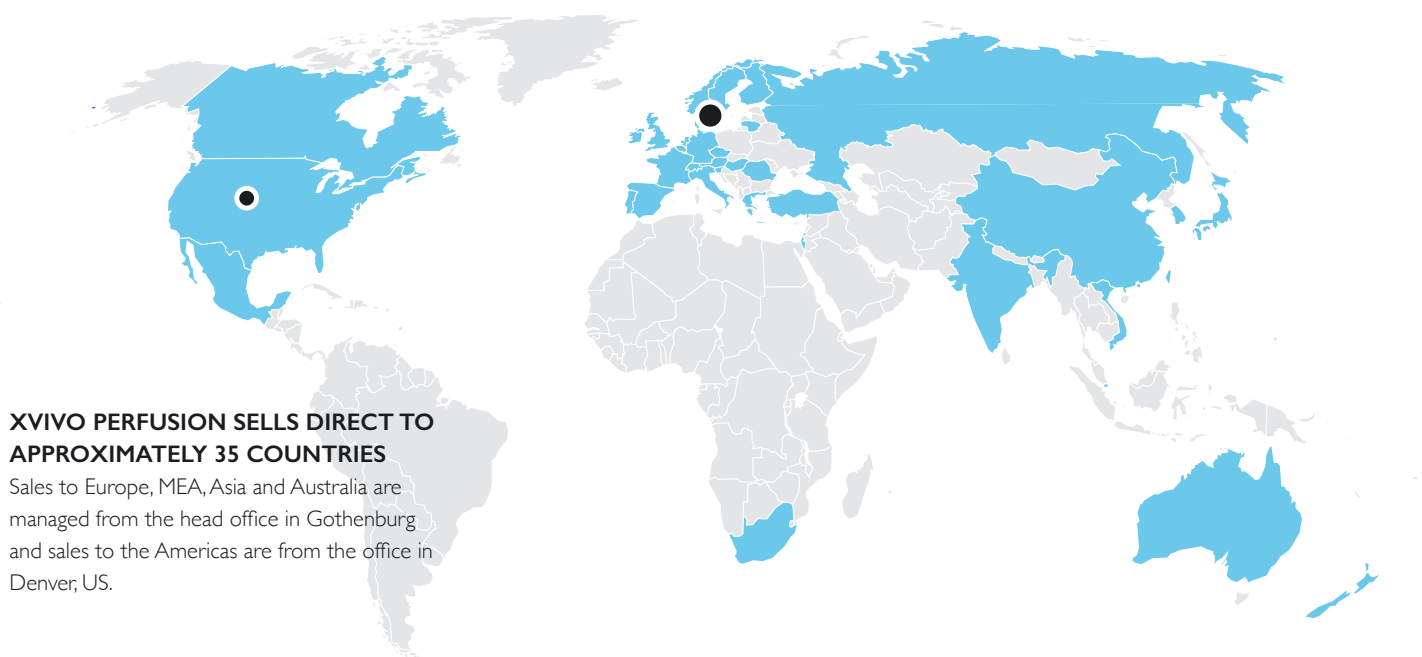 XVIVO PERFUSION SELLS DIRECT TO
APPROXIMATELY 35 COUNTRIES
Sales to Europe, MEA, Asia and Australia are
managed from the head office in Gothenburg
and sales to the Americas are from the office in
Denver, US.